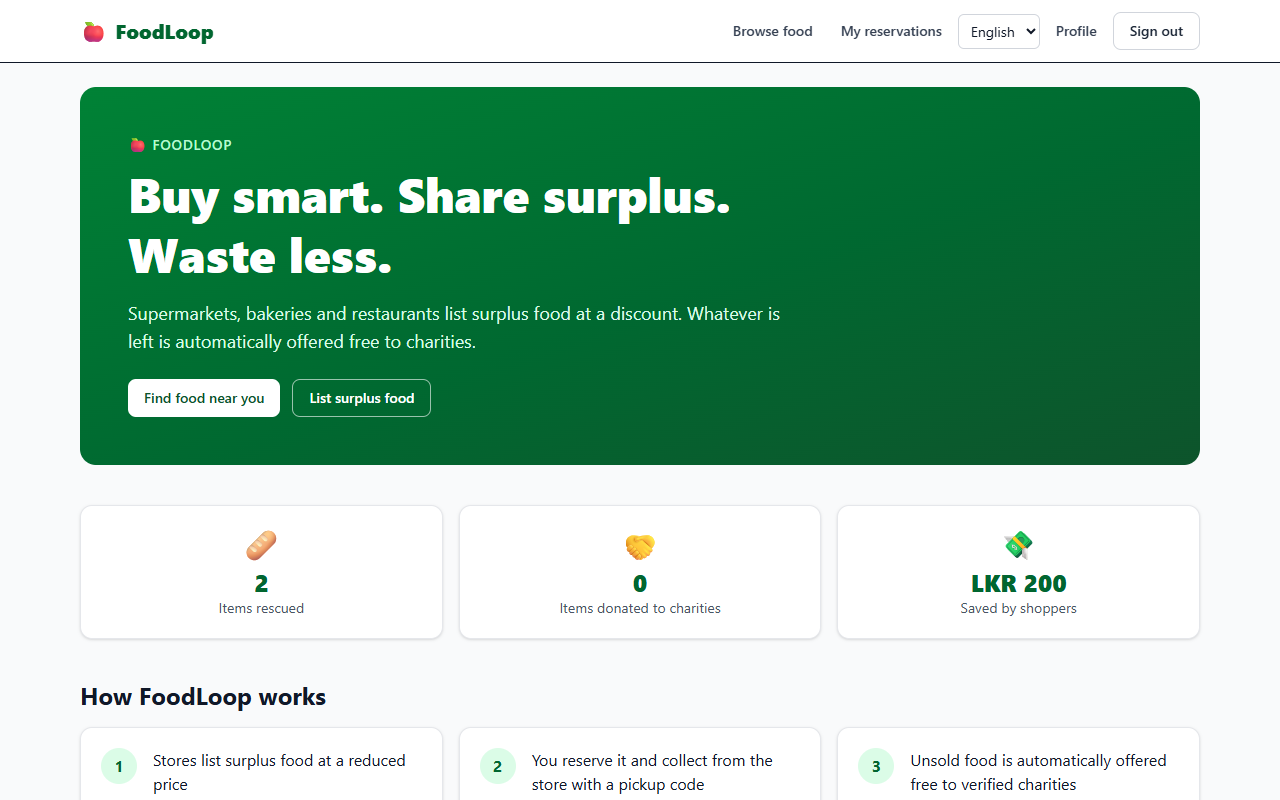 FoodLoop
Browse food
My reservations
English
Profile
Sign out
FOODLOOP
Buy smart. Share surplus.
Waste less.
Supermarkets, bakeries and restaurants list surplus food at a discount. Whatever is
left is automatically offered free to charities.
Find food near you
List surplus food
2
Items rescued
0
Items donated to charities
LKR 200
Saved by shoppers
How FoodLoop works
1
Stores list surplus food at a reduced
price
2
You reserve it and collect from the
store with a pickup code
3
Unsold food is automatically offered
free to verified charities